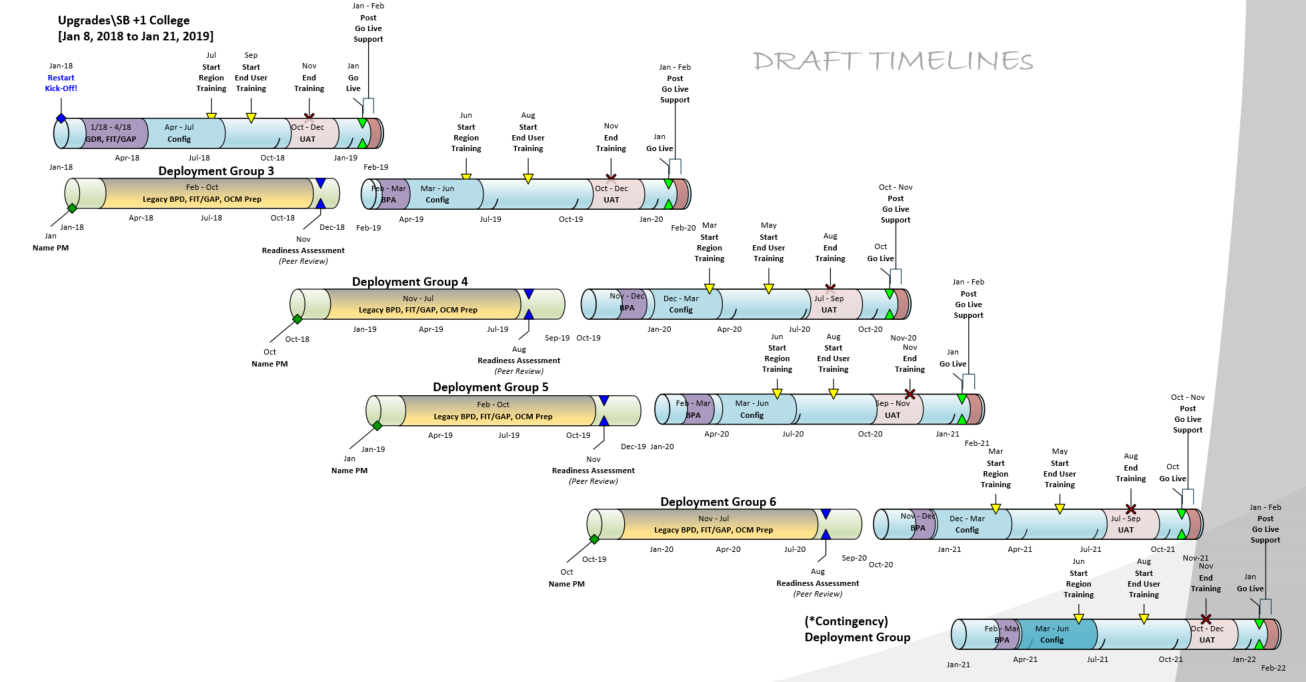 Upgrades\SB +1 College
[Jan 8, 2018 to Jan 21, 2019]
DRAFT TIMELINES
Jan-18
Restart
Kick-Off!
Jul
Start
Region
Training
Sep
Start
End User
Training
Nov
End
Training
Jan
Go
Live
Jan - Feb
Post
Go Live
Support
1/18 - 4/18
GDR, FIT/GAP
Apr - Jul
Config
Oct - Dec
UAT
Jan-18
Apr-18
Jul-18
Oct-18
Jan-19
Feb-19
Deployment Group 3
Feb - Oct
Legacy BPD, FIT/GAP, OCM Prep
Jan-18
Apr-18
Jul-18
Oct-18
Dec-18
Jan
Name PM
Nov
Readiness Assessment
(Peer Review)
Jun
Start
Region
Training
Aug
Start
End User
Training
Nov
End
Training
Jan
Go Live
Jan - Feb
Post
Go Live
Support
Feb - Mar
BPA
Mar - Jun
Config
Oct - Dec
UAT
Feb-19
Apr-19
Jul-19
Oct-19
Jan-20
Feb-20
Deployment Group 4
Nov - Jul
Legacy BPD, FIT/GAP, OCM Prep
Oct-18
Jan-19
Apr-19
Jul-19
Sep-19
Oct
Name PM
Aug
Readiness Assessment
(Peer Review)
Mar
Start
Region
Training
May
Start
End User
Training
Aug
End
Training
Oct
Go Live
Oct - Nov
Post
Go Live
Support
Nov - Dec
BPA
Dec - Mar
Config
Jul - Sep
UAT
Oct-19
Jan-20
Apr-20
Jul-20
Oct-20
Nov-20
Deployment Group 5
Feb - Oct
Legacy BPD, FIT/GAP, OCM Prep
Jan-19
Apr-19
Jul-19
Oct-19
Dec-19
Jan
Name PM
Nov
Readiness Assessment
(Peer Review)
Jun
Start
Region
Training
Aug
Start
End User
Training
Nov
End
Training
Jan
Go Live
Jan - Feb
Post
Go Live
Support
Feb - Mar
BPA
Mar - Jun
Config
Sep - Nov
UAT
Jan-20
Apr-20
Jul-20
Oct-20
Jan-21
Feb-21
Deployment Group 6
Nov - Jul
Legacy BPD, FIT/GAP, OCM Prep
Oct-19
Jan-20
Apr-20
Jul-20
Sep-20
Oct
Name PM
Aug
Readiness Assessment
(Peer Review)
Mar
Start
Region
Training
May
Start
End User
Training
Aug
End
Training
Oct
Go Live
Oct - Nov
Post
Go Live
Support
Nov - Dec
BPA
Dec - Mar
Config
Jul - Sep
UAT
Oct-20
Jan-21
Apr-21
Jul-21
Oct-21
Nov-21
(*Contingency)
Deployment Group
Jun
Start
Region
Training
Aug
Start
End User
Training
Nov
End
Training
Jan
Go Live
Jan - Feb
Post
Go Live
Support
Feb - Mar
BPA
Mar - Jun
Config
Oct - Dec
UAT
Jan-21
Apr-21
Jul-21
Oct-21
Jan-22
Feb-22